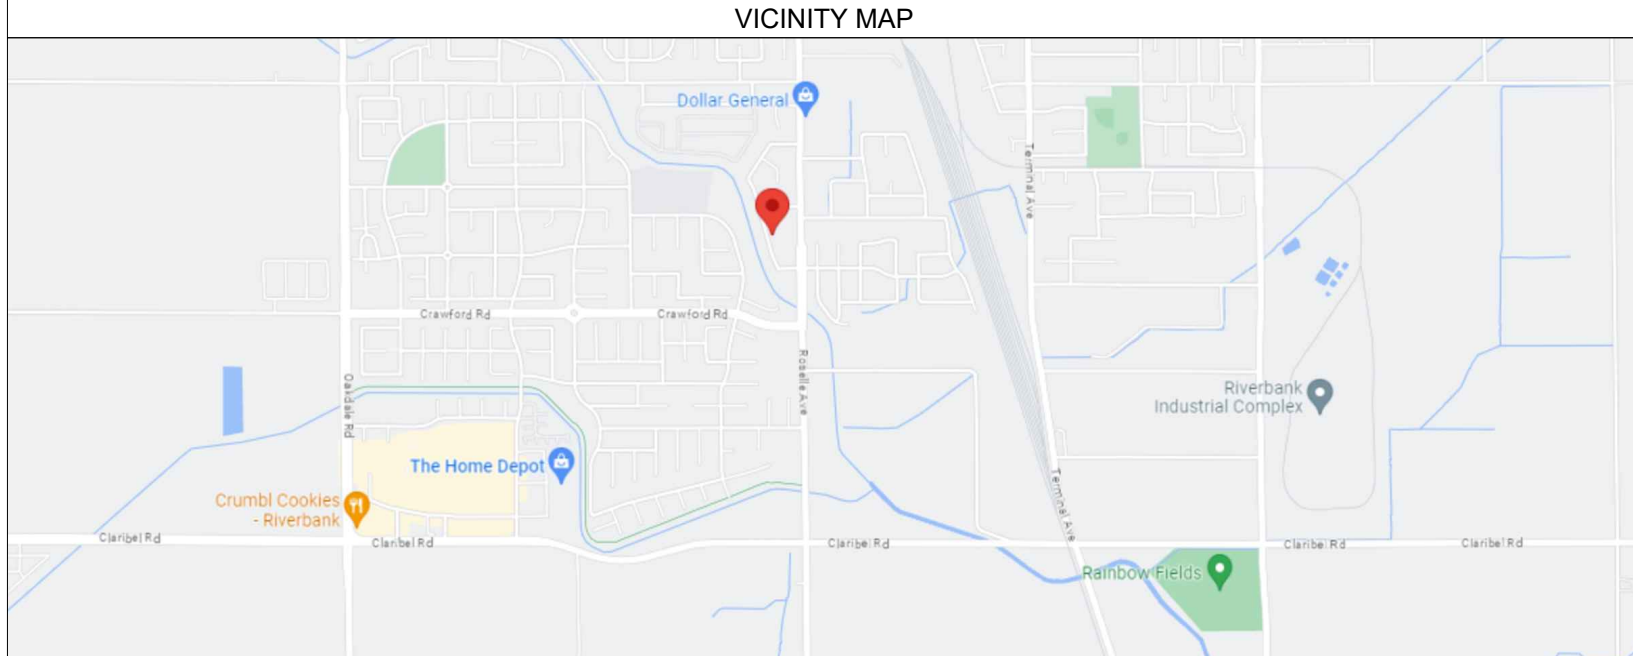 VICINITY MAP
Dollar General
Terminal Ave
Crawford Rd
Crawford Rd
Roselle Ave
Oakdale Rd
Riverbank
Industrial Complex
The Home Depot
Crumbl Cookies
- Riverbank
Terminal Ave
Claribel Rd
Claribel Rd
Claribel Rd
Claribel Rd
Claribel Rd
Rainbow Fields